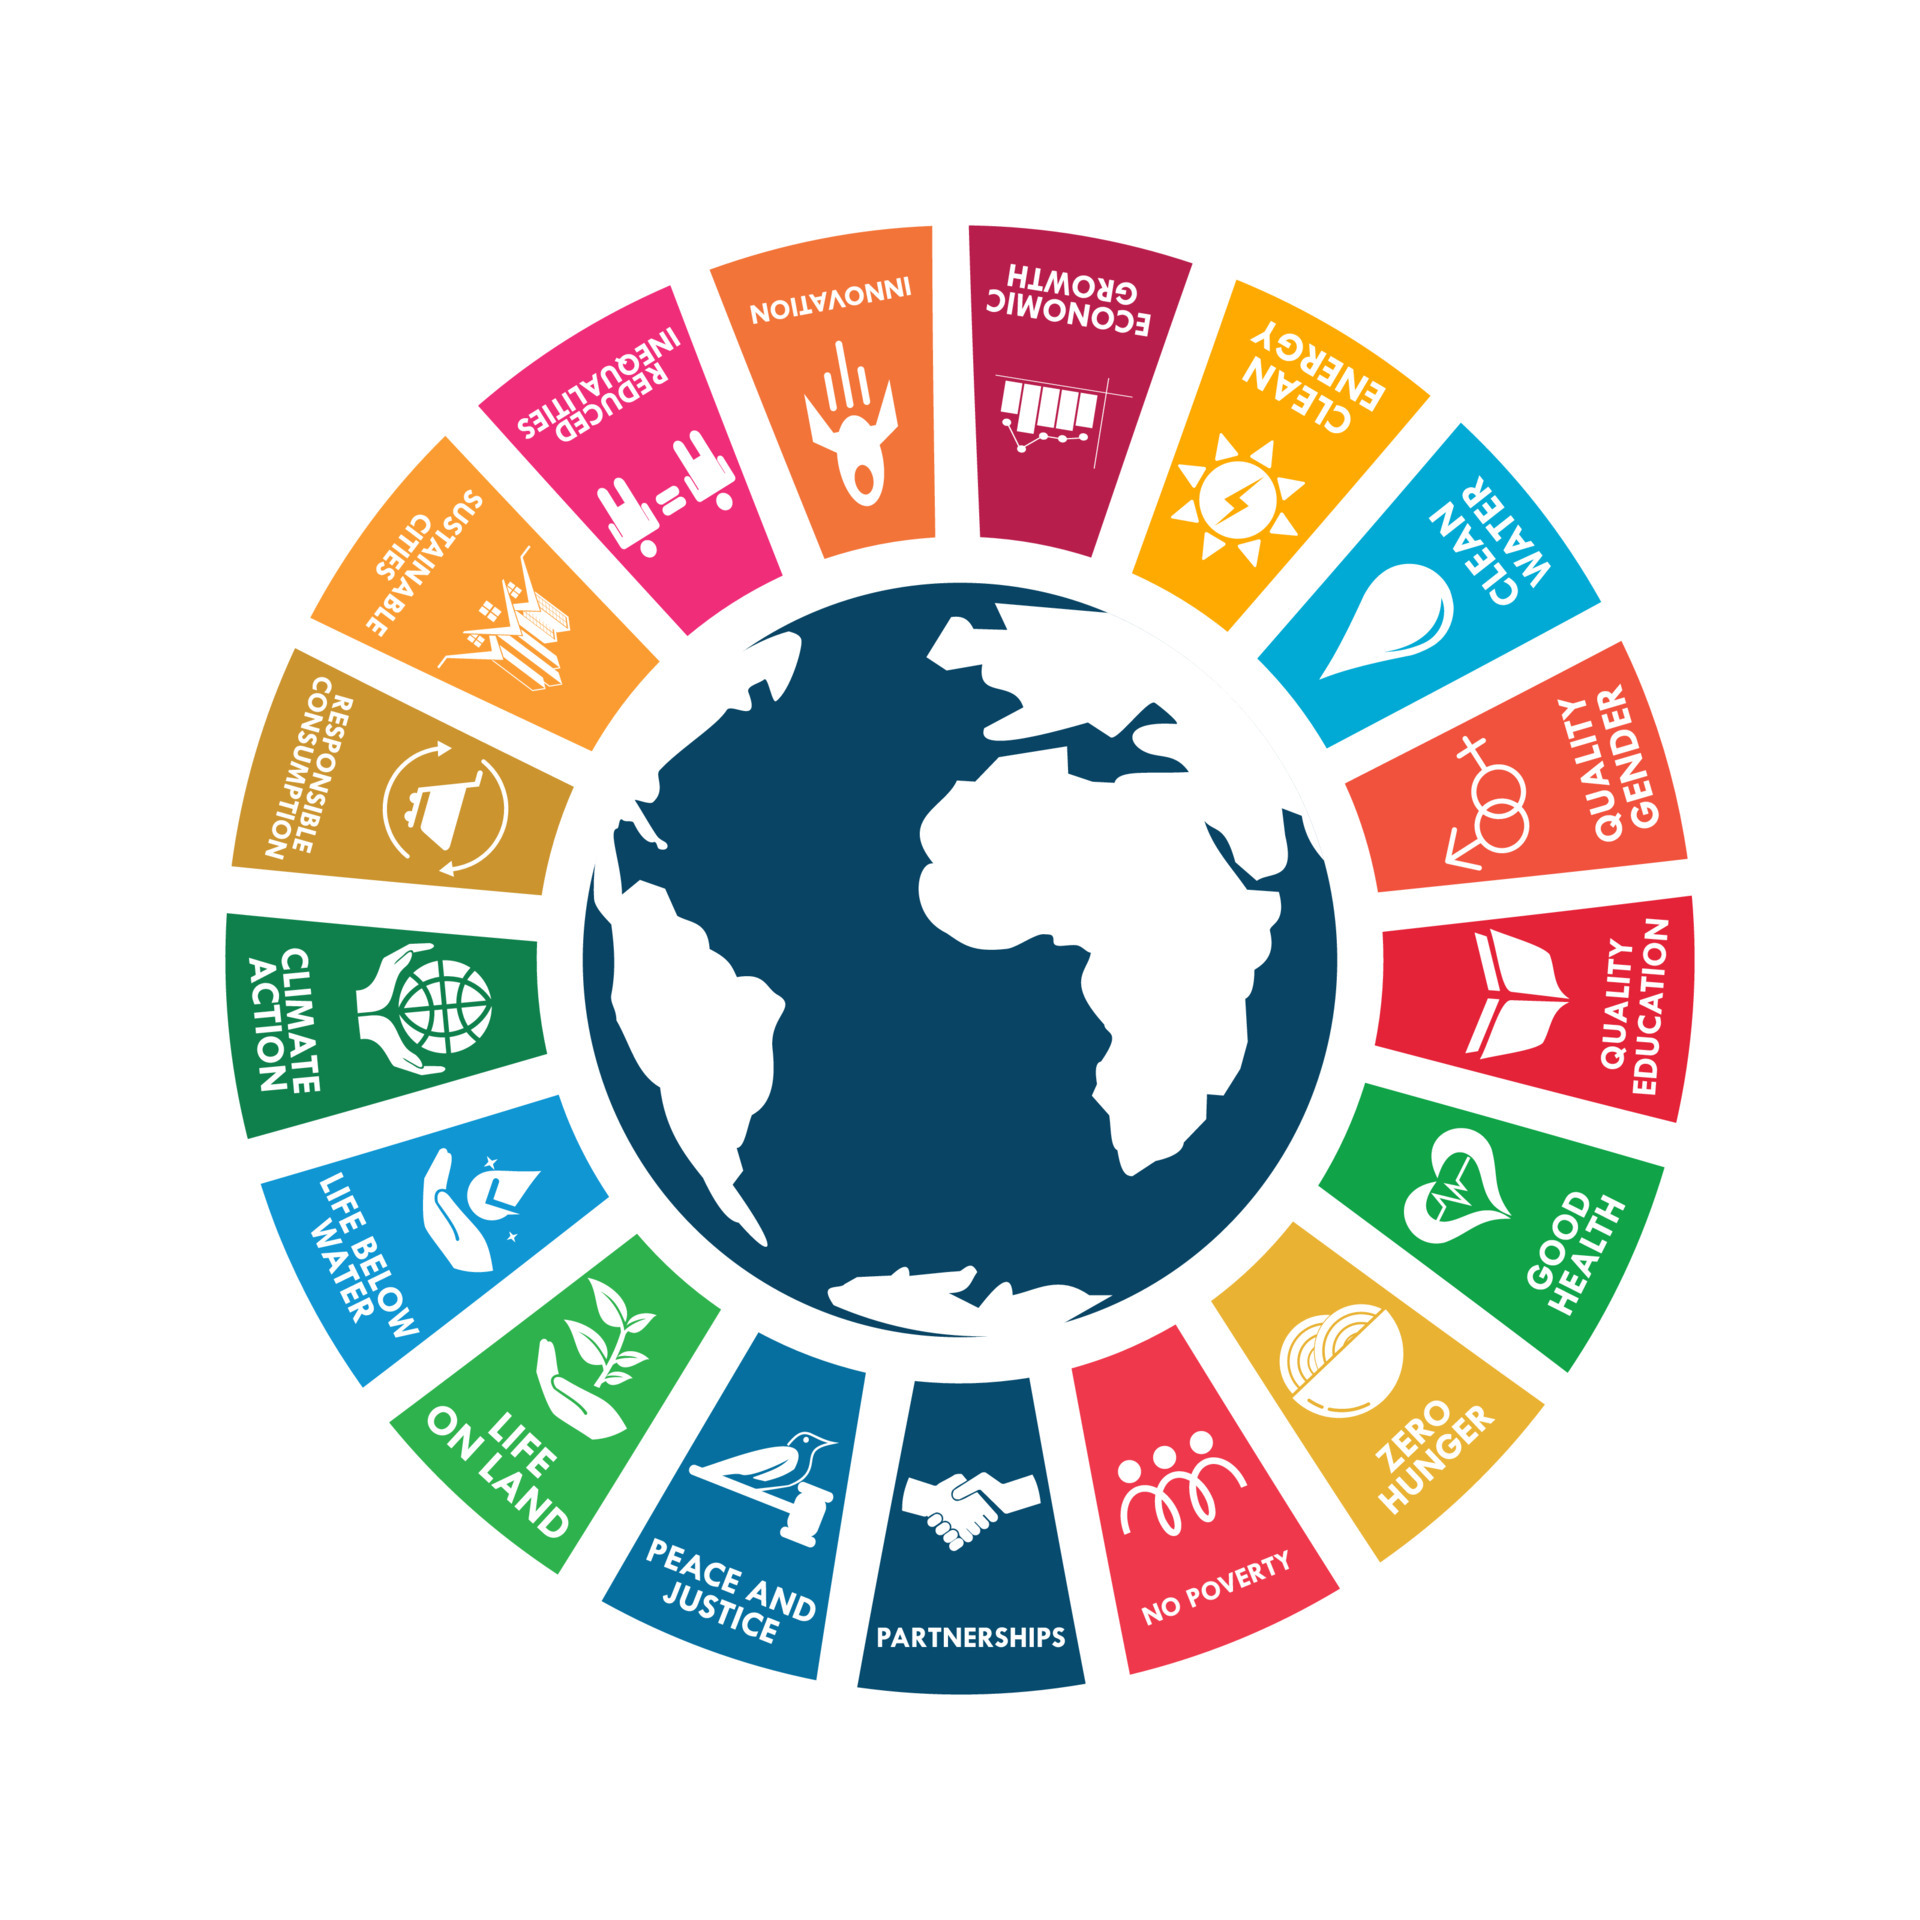 NO POVERTY
ZERO
HUNGER
GOOD
HEALTH
QUALITY
EDUCATION
QUANITY
GENDER
CLEAN
WATER
CLEAN
ENERGY
ECONOMIC
GROWTH
INNOVATION
REDUCED
INEQUALITIES
SUSTAINABLE
CITIES
RESPONSIBLE
CONSUMPTION
CLIMATE
ACTION
LIFE BELOW
WATER
LIFE
ON LAND
PEACE AND
JUSTICE
PARTNERSHIPS